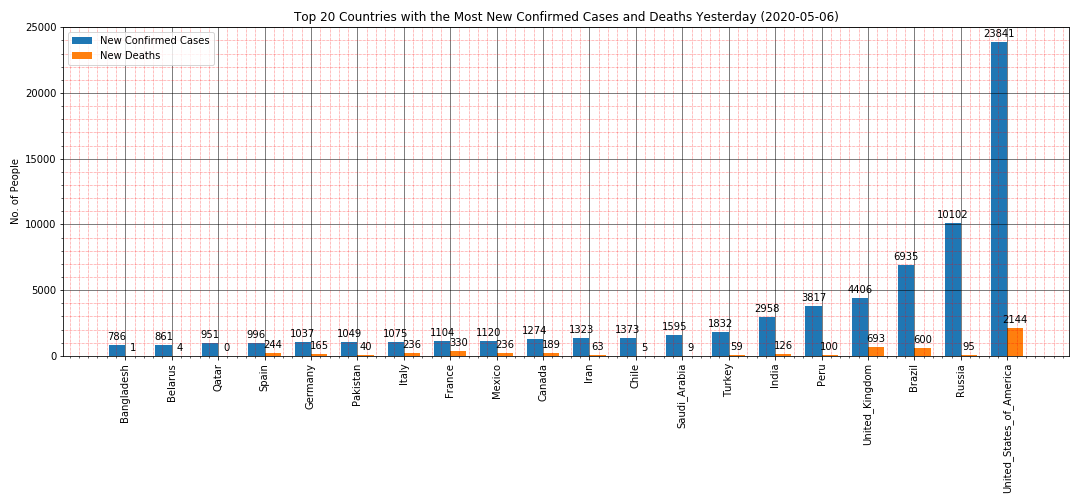 Top 20 Countries with the Most New Confirmed Cases and Deaths Yesterday (2020-05-06)
New Confirmed Cases
New Deaths
No. of People
25000
20000
15000
10000
5000
0
786 1
861 4
951 0
996 244
1037 165
1049 40
1075 236
1104 330
1120 236
1274 189
1323 63
1373 5
1595 9
1832 59
2958 126
3817 100
4406 693
6935 600
10102 95
23841 2144
Bangladesh
Belarus
Qatar
Spain
Germany
Pakistan
Italy
France
Mexico
Canada
Iran
Chile
Saudi_Arabia
Turkey
India
Peru
United_Kingdom
Brazil
Russia
United_States_of_America